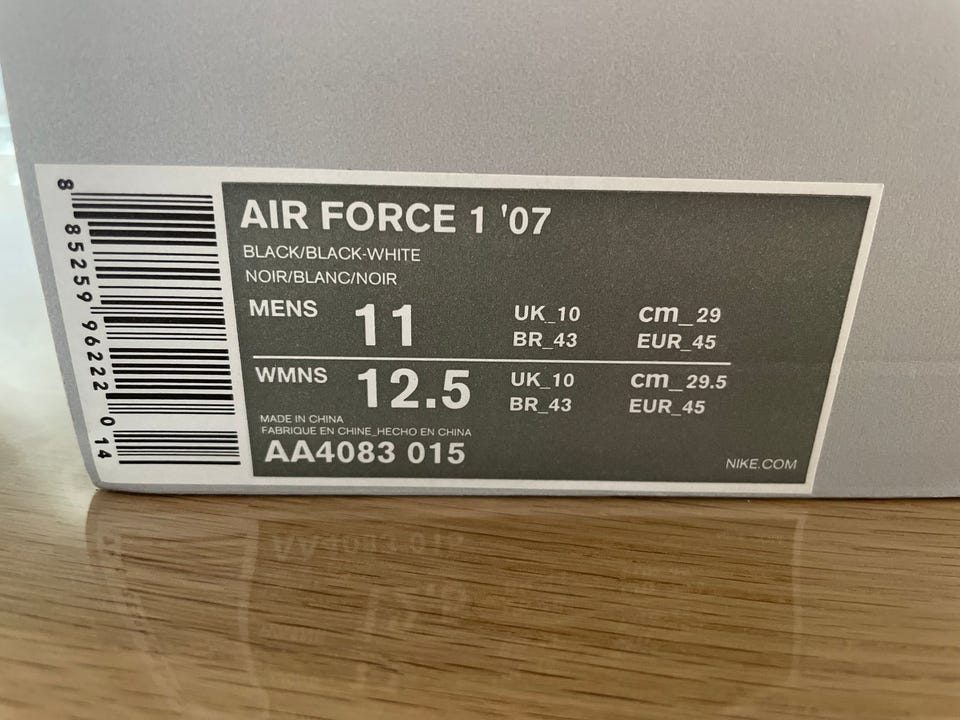 8 85259 96222 014
AIR FORCE 1 '07
BLACK/BLACK-WHITE
NOIR/BLANC/NOIR
MENS 11 UK_10 cm_29
BR_43 EUR_45
WMNS 12.5 UK_10 cm_29.5
BR_43 EUR_45
MADE IN CHINA
FABRIQUE EN CHINE_HECHO EN CHINA
AA4083 015
NIKE.COM